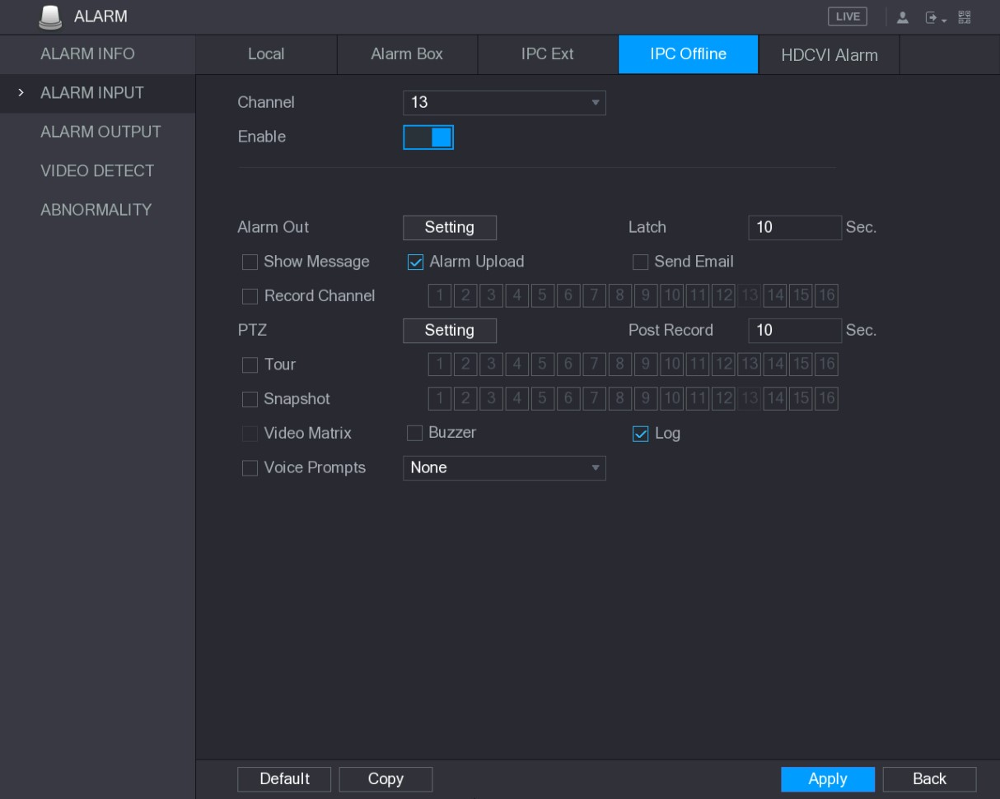 ALARM
LIVE
ALARM INFO
ALARM INPUT
ALARM OUTPUT
VIDEO DETECT
ABNORMALITY
Local Alarm Box IPC Ext IPC Offline HDCVI Alarm
Channel 13
Enable
Alarm Out Setting Latch 10 Sec.
Show Message Alarm Upload Send Email
Record Channel 1 2 3 4 5 6 7 8 9 10 11 12 13 14 15 16
PTZ Setting Post Record 10 Sec.
Tour 1 2 3 4 5 6 7 8 9 10 11 12 13 14 15 16
Snapshot 1 2 3 4 5 6 7 8 9 10 11 12 13 14 15 16
Video Matrix Buzzer Log
Voice Prompts None
Default Copy Apply Back